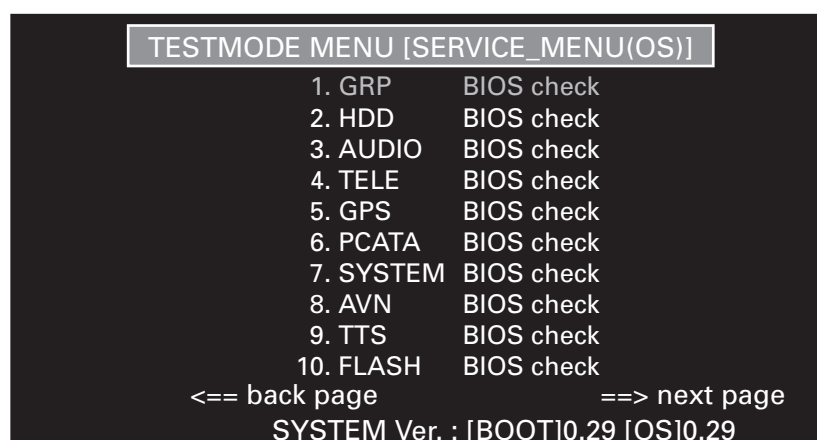 TESTMODE MENU [SERVICE_MENU(OS)]
1. GRP BIOS check
2. HDD BIOS check
3. AUDIO BIOS check
4. TELE BIOS check
5. GPS BIOS check
6. PCATA BIOS check
7. SYSTEM BIOS check
8. AVN BIOS check
9. TTS BIOS check
10. FLASH BIOS check
<== back page ==> next page
SYSTEM Ver. : [BOOT]0.29 [OS]0.29